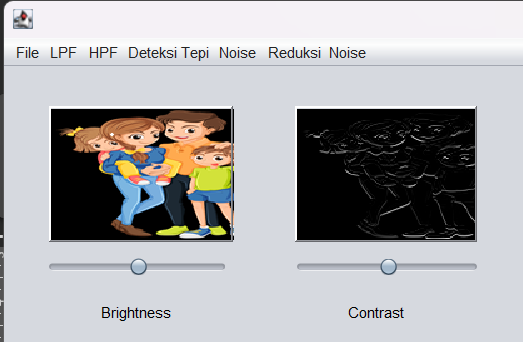 File LPF HPF Deteksi Tepi Noise Reduksi Noise
Brightness Contrast